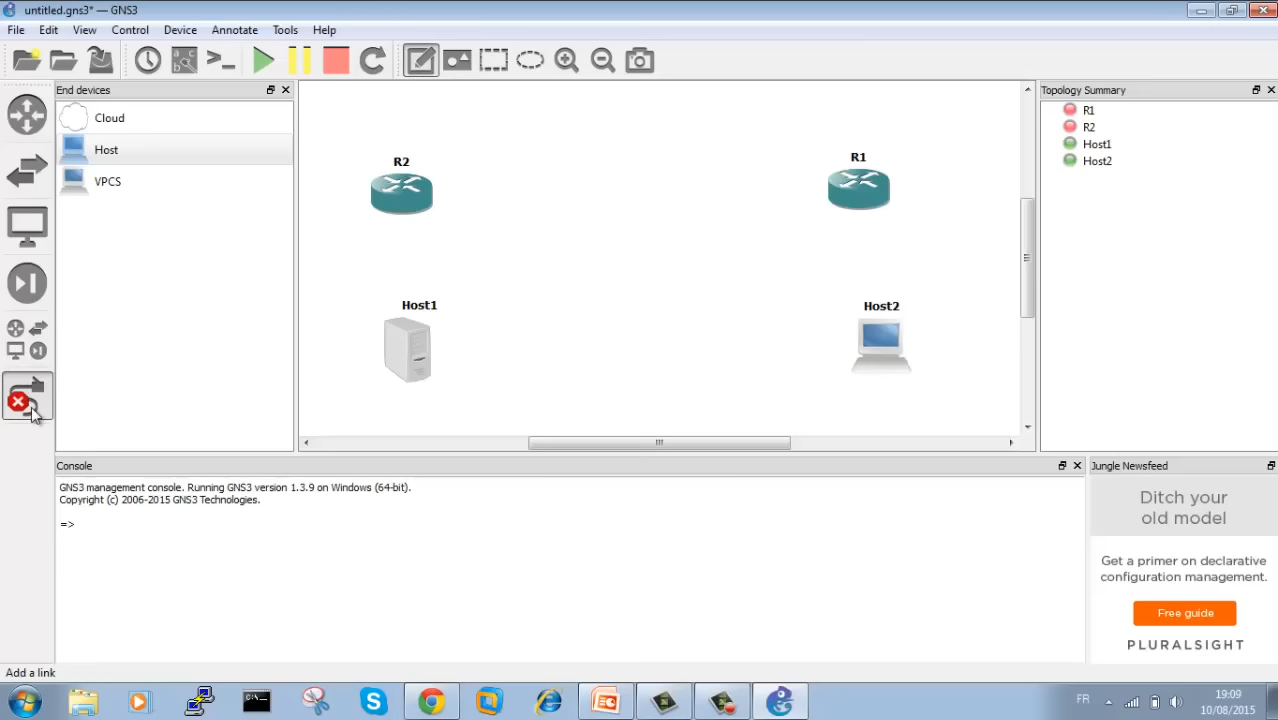 untitled.gns3* — GNS3
File Edit View Control Device Annotate Tools Help
End devices
Cloud
Host
VPCS
R2
R1
Host1
Host2
Topology Summary
R1
R2
Host1
Host2
Console
GNS3 management console. Running GNS3 version 1.3.9 on Windows (64-bit).
Copyright (c) 2006-2015 GNS3 Technologies.
=>
Jungle Newsfeed
Ditch your
old model
Get a primer on declarative
configuration management.
Free guide
PLURALSIGHT
Add a link
FR
19:09
10/08/2015